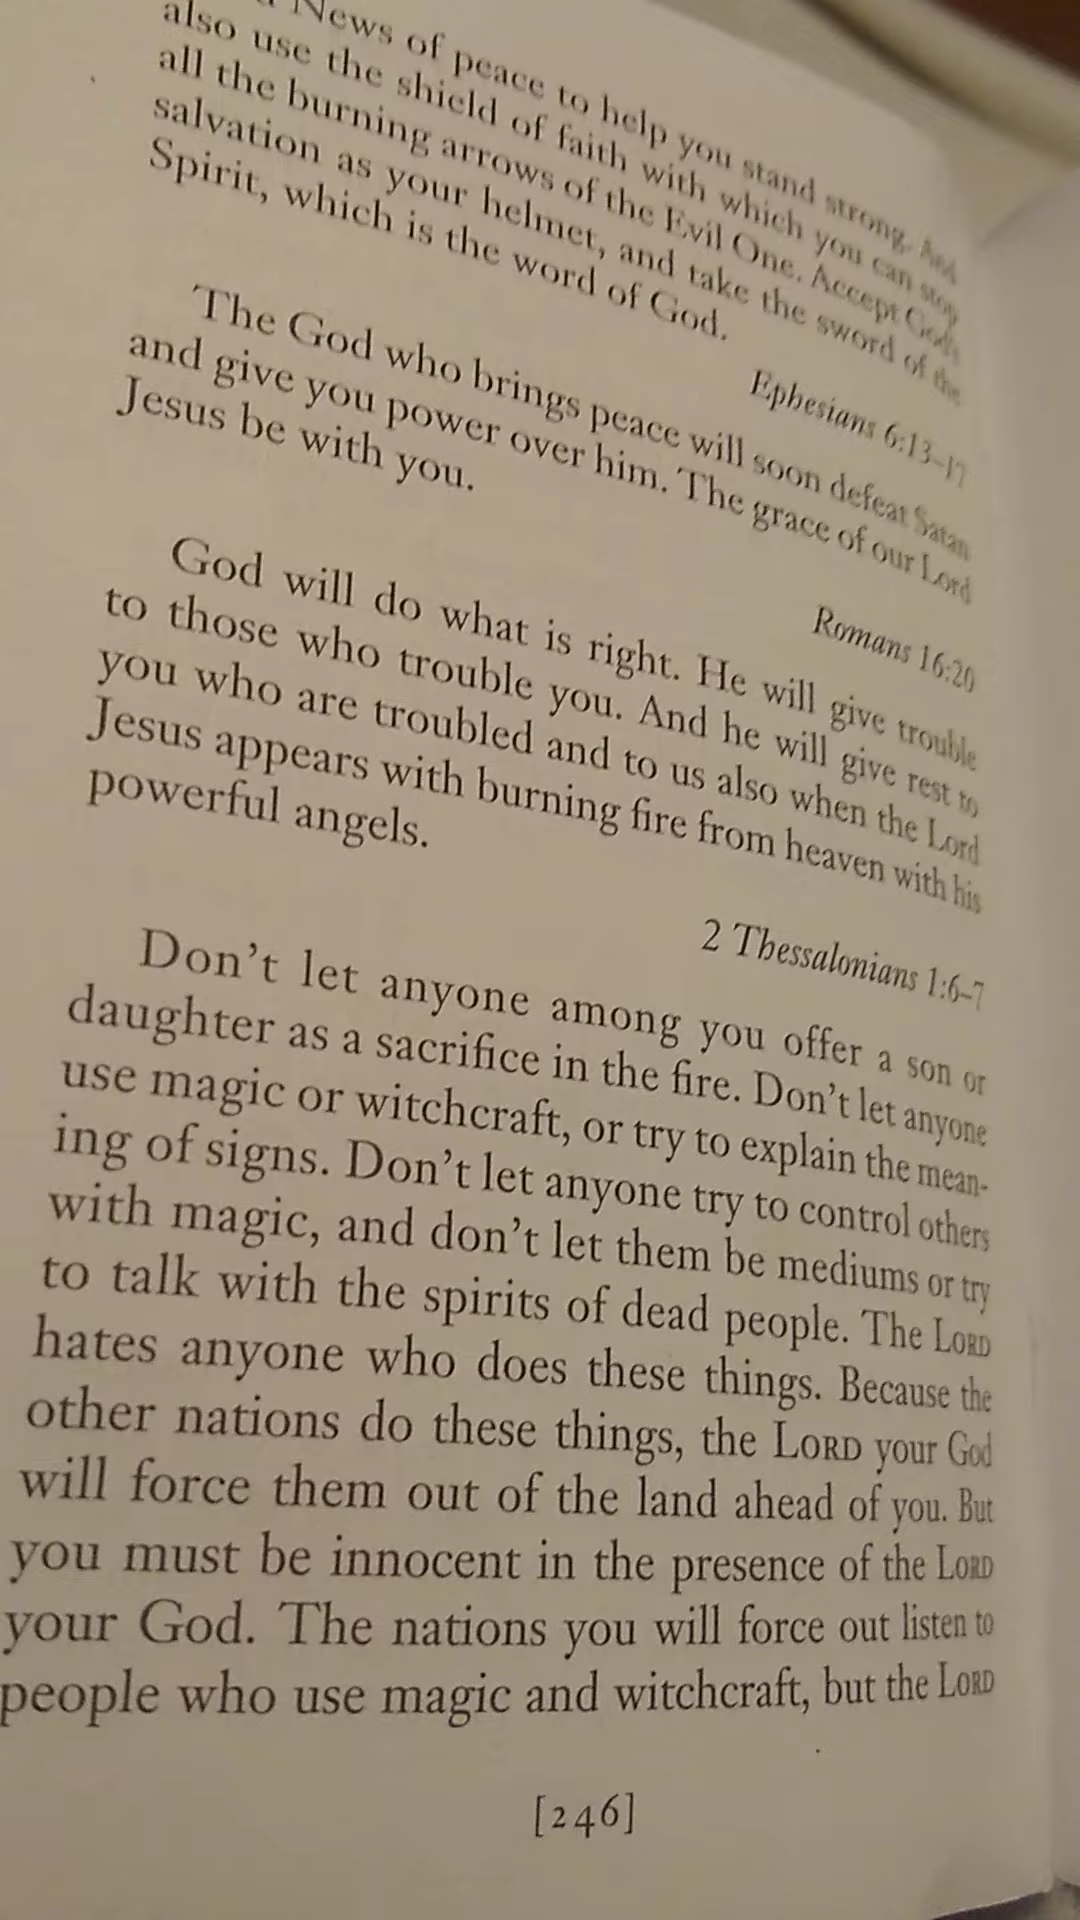 News of peace to help you stand strong. And
also use the shield of faith with which you can stop
all the burning arrows of the Evil One. Accept God's
salvation as your helmet, and take the sword of the
Spirit, which is the word of God.
Ephesians 6:13–17
The God who brings peace will soon defeat Satan
and give you power over him. The grace of our Lord
Jesus be with you.
Romans 16:20
God will do what is right. He will give trouble
to those who trouble you. And he will give rest to
you who are troubled and to us also when the Lord
Jesus appears with burning fire from heaven with his
powerful angels.
2 Thessalonians 1:6–7
Don't let anyone among you offer a son or
daughter as a sacrifice in the fire. Don't let anyone
use magic or witchcraft, or try to explain the mean-
ing of signs. Don't let anyone try to control others
with magic, and don't let them be mediums or try
to talk with the spirits of dead people. The LORD
hates anyone who does these things. Because the
other nations do these things, the LORD your God
will force them out of the land ahead of you. But
you must be innocent in the presence of the LORD
your God. The nations you will force out listen to
people who use magic and witchcraft, but the LORD
[246]